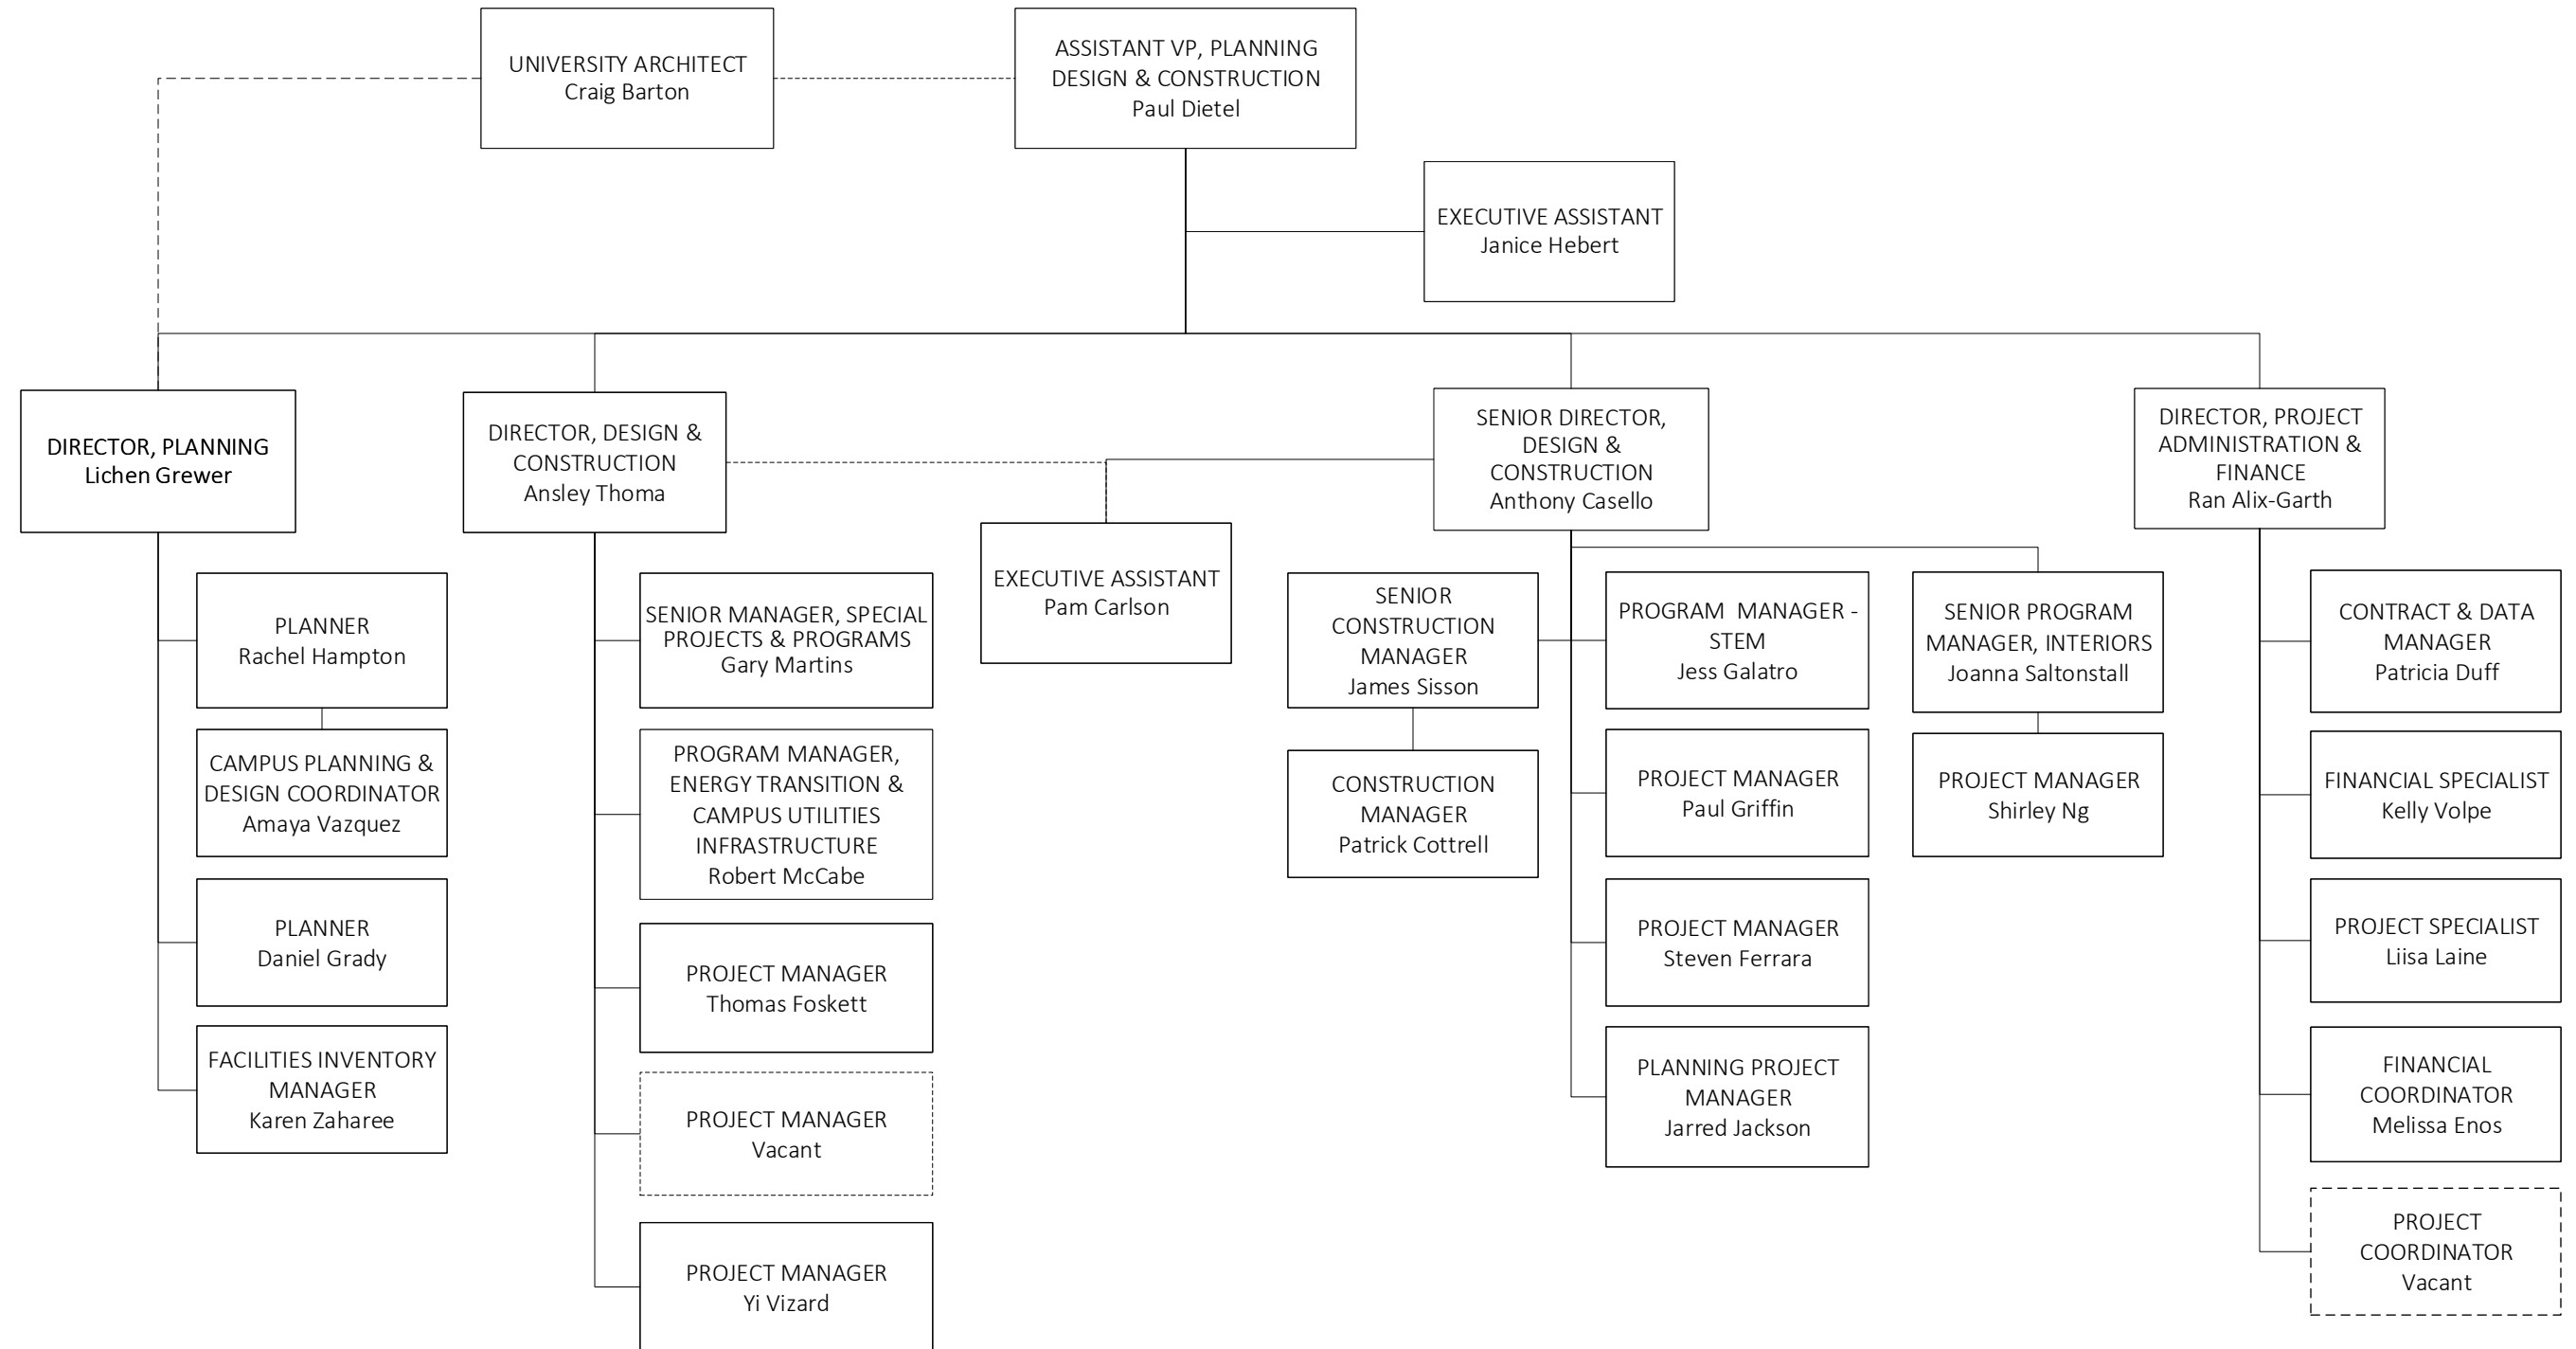 UNIVERSITY ARCHITECT
Craig Barton
ASSISTANT VP, PLANNING
DESIGN & CONSTRUCTION
Paul Dietel
EXECUTIVE ASSISTANT
Janice Hebert
DIRECTOR, PLANNING
Lichen Grewer
DIRECTOR, DESIGN &
CONSTRUCTION
Ansley Thoma
SENIOR DIRECTOR,
DESIGN &
CONSTRUCTION
Anthony Casello
DIRECTOR, PROJECT
ADMINISTRATION &
FINANCE
Ran Alix-Garth
EXECUTIVE ASSISTANT
Pam Carlson
PLANNER
Rachel Hampton
CAMPUS PLANNING &
DESIGN COORDINATOR
Amaya Vazquez
PLANNER
Daniel Grady
FACILITIES INVENTORY
MANAGER
Karen Zaharee
SENIOR MANAGER, SPECIAL
PROJECTS & PROGRAMS
Gary Martins
PROGRAM MANAGER,
ENERGY TRANSITION &
CAMPUS UTILITIES
INFRASTRUCTURE
Robert McCabe
PROJECT MANAGER
Thomas Foskett
PROJECT MANAGER
Vacant
PROJECT MANAGER
Yi Vizard
SENIOR
CONSTRUCTION
MANAGER
James Sisson
CONSTRUCTION
MANAGER
Patrick Cottrell
PROGRAM MANAGER -
STEM
Jess Galatro
PROJECT MANAGER
Paul Griffin
PROJECT MANAGER
Steven Ferrara
PLANNING PROJECT
MANAGER
Jarred Jackson
SENIOR PROGRAM
MANAGER, INTERIORS
Joanna Saltonstall
PROJECT MANAGER
Shirley Ng
CONTRACT & DATA
MANAGER
Patricia Duff
FINANCIAL SPECIALIST
Kelly Volpe
PROJECT SPECIALIST
Liisa Laine
FINANCIAL
COORDINATOR
Melissa Enos
PROJECT
COORDINATOR
Vacant